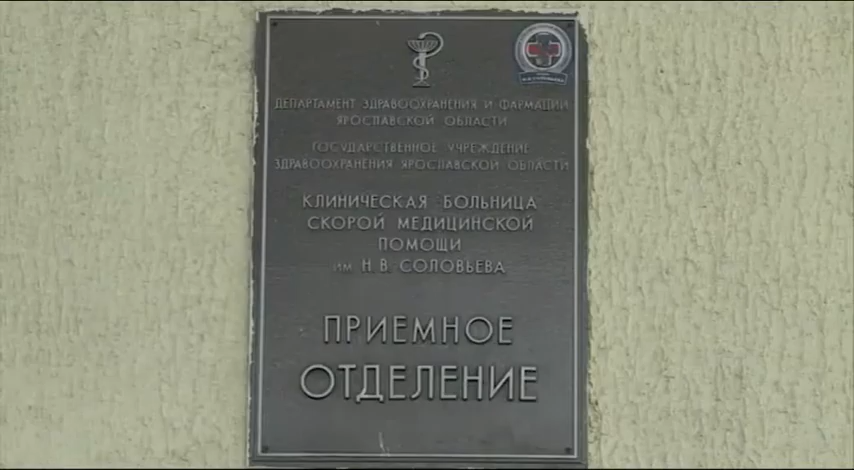 ДЕПАРТАМЕНТ ЗДРАВООХРАНЕНИЯ И ФАРМАЦИИ
ЯРОСЛАВСКОЙ ОБЛАСТИ
ГОСУДАРСТВЕННОЕ УЧРЕЖДЕНИЕ
ЗДРАВООХРАНЕНИЯ ЯРОСЛАВСКОЙ ОБЛАСТИ
КЛИНИЧЕСКАЯ БОЛЬНИЦА
СКОРОЙ МЕДИЦИНСКОЙ
ПОМОЩИ
ИМ Н В СОЛОВЬЕВА
ПРИЕМНОЕ
ОТДЕЛЕНИЕ